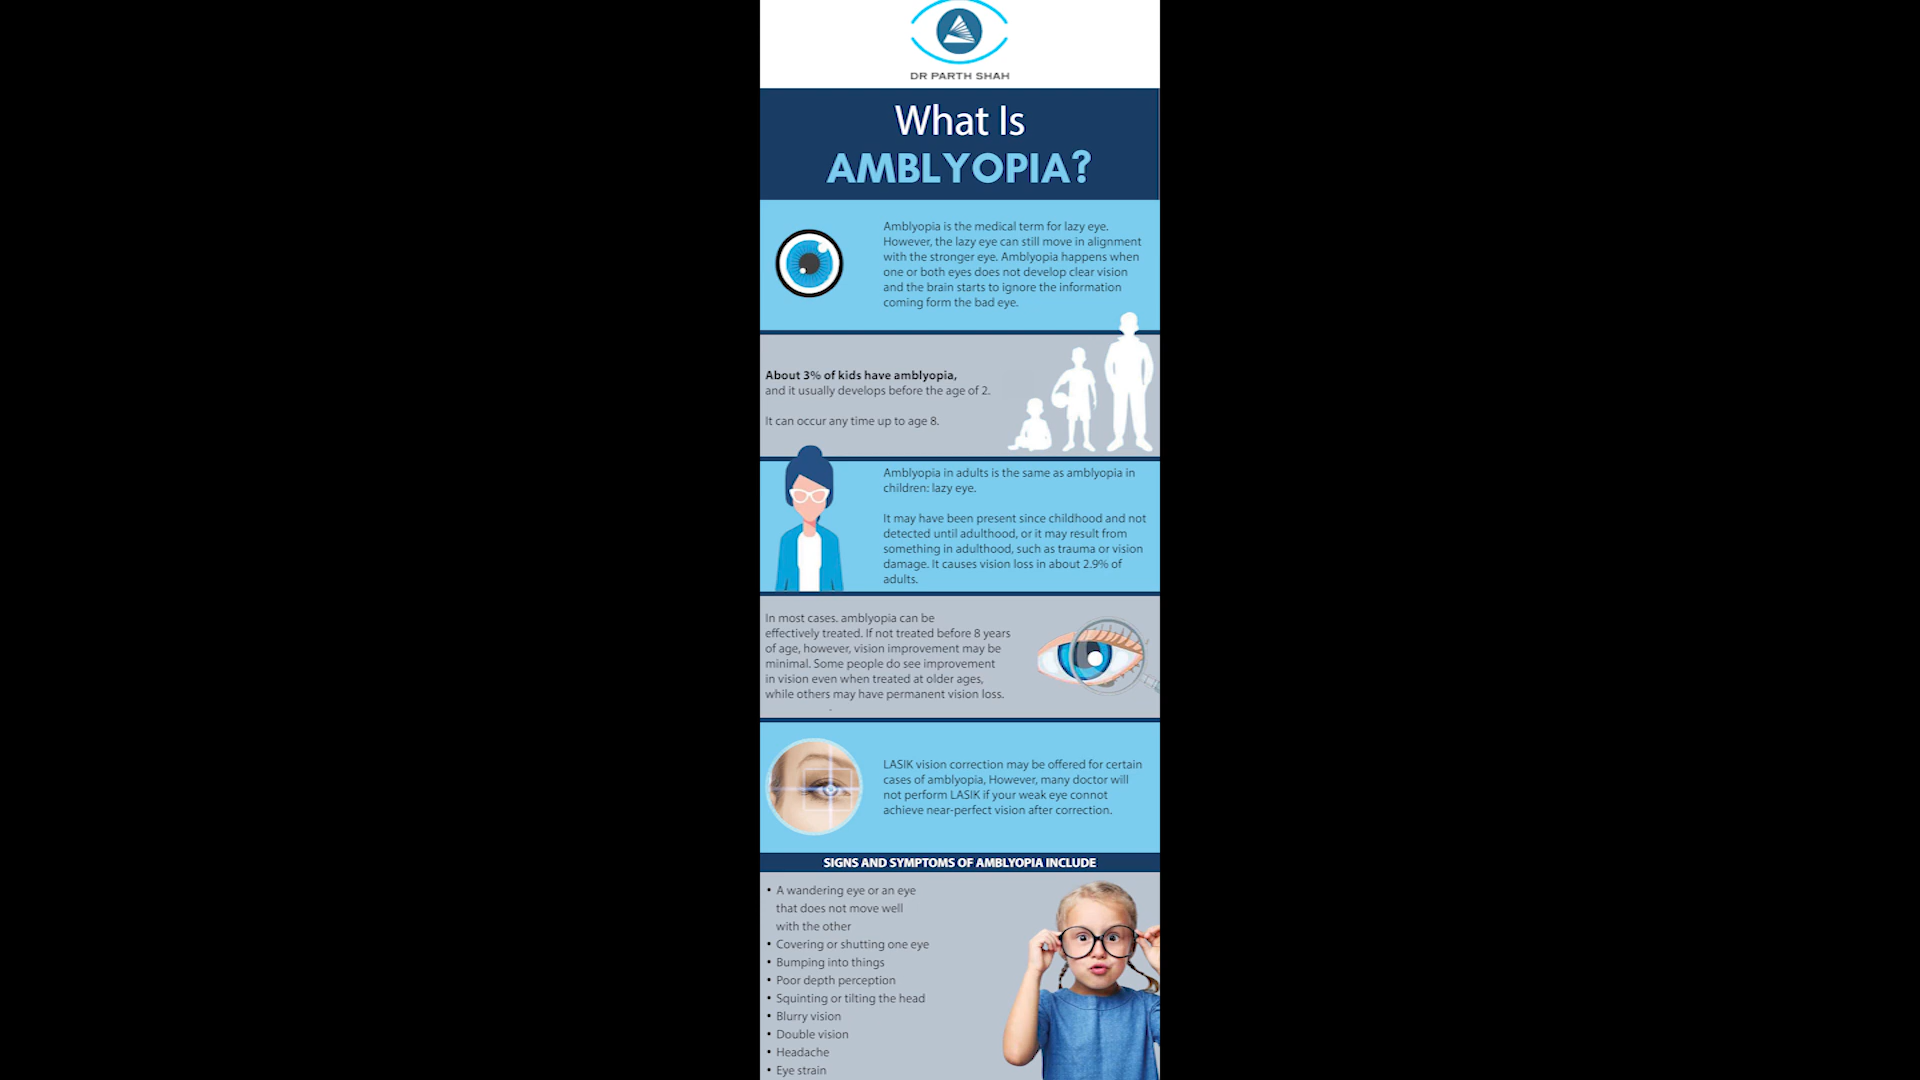 DR PARTH SHAH
What Is
AMBLYOPIA?
Amblyopia is the medical term for lazy eye.
However, the lazy eye can still move in alignment
with the stronger eye. Amblyopia happens when
one or both eyes does not develop clear vision
and the brain starts to ignore the information
coming form the bad eye.
About 3% of kids have amblyopia,
and it usually develops before the age of 2.
It can occur any time up to age 8.
Amblyopia in adults is the same as amblyopia in
children: lazy eye.
It may have been present since childhood and not
detected until adulthood, or it may result from
something in adulthood, such as trauma or vision
damage. It causes vision loss in about 2.9% of
adults.
In most cases. amblyopia can be
effectively treated. If not treated before 8 years
of age, however, vision improvement may be
minimal. Some people do see improvement
in vision even when treated at older ages,
while others may have permanent vision loss.
.
LASIK vision correction may be offered for certain
cases of amblyopia, However, many doctor will
not perform LASIK if your weak eye connot
achieve near-perfect vision after correction.
SIGNS AND SYMPTOMS OF AMBLYOPIA INCLUDE
• A wandering eye or an eye
that does not move well
with the other
• Covering or shutting one eye
• Bumping into things
• Poor depth perception
• Squinting or tilting the head
• Blurry vision
• Double vision
• Headache
• Eye strain